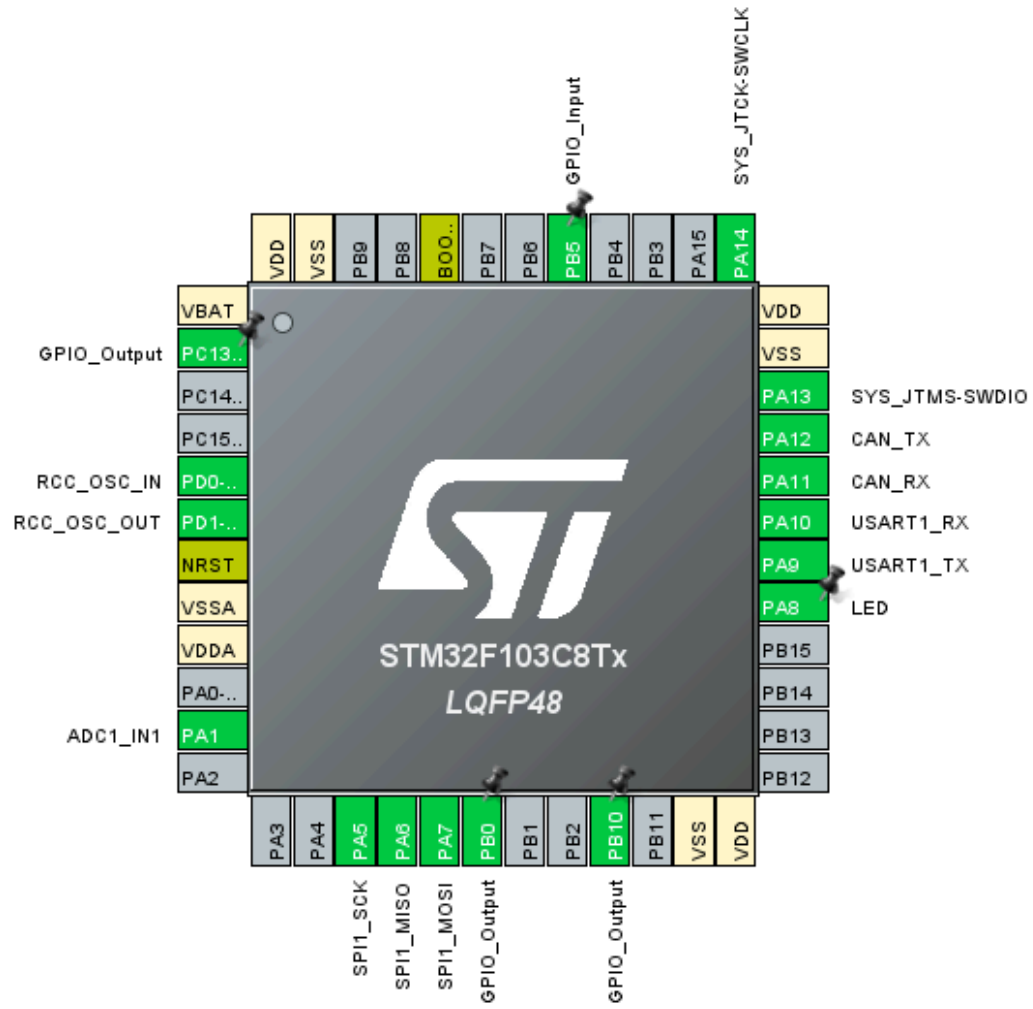 SYS_JTCK-SWCLK
GPIO_Input
VDD
VSS
PB9
PB8
BOO..
PB7
PB6
PB5
PB4
PB3
PA15
PA14
VBAT
GPIO_Output PC13..
PC14..
PC15..
RCC_OSC_IN PD0-..
RCC_OSC_OUT PD1-..
NRST
VSSA
VDDA
PA0-..
ADC1_IN1 PA1
PA2
VDD
VSS
PA13 SYS_JTMS-SWDIO
PA12 CAN_TX
PA11 CAN_RX
PA10 USART1_RX
PA9 USART1_TX
PA8 LED
PB15
PB14
PB13
PB12
ST
STM32F103C8Tx
LQFP48
PA3
PA4
PA5
PA6
PA7
PB0
PB1
PB2
PB10
PB11
VSS
VDD
SPI1_SCK
SPI1_MISO
SPI1_MOSI
GPIO_Output
GPIO_Output